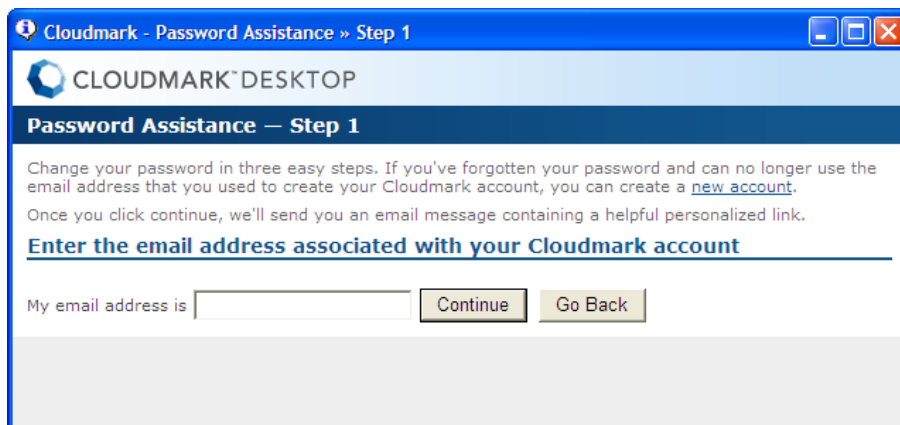 Cloudmark - Password Assistance » Step 1
CLOUDMARK™DESKTOP
Password Assistance — Step 1
Change your password in three easy steps. If you've forgotten your password and can no longer use the
email address that you used to create your Cloudmark account, you can create a new account.
Once you click continue, we'll send you an email message containing a helpful personalized link.
Enter the email address associated with your Cloudmark account
My email address is Continue Go Back